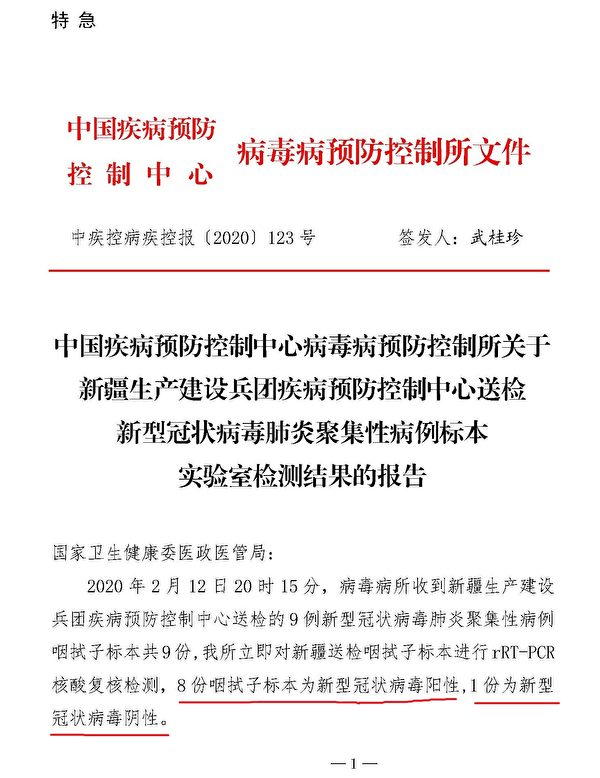 特 急
中国疾病预防
控制中心
病毒病预防控制所文件
中疾控病疾控报〔2020〕123 号 签发人：武桂珍
中国疾病预防控制中心病毒病预防控制所关于
新疆生产建设兵团疾病预防控制中心送检
新型冠状病毒肺炎聚集性病例标本
实验室检测结果的报告
国家卫生健康委医政医管局：
2020 年 2 月 12 日 20 时 15 分，病毒病所收到新疆生产建设
兵团疾病预防控制中心送检的 9 例新型冠状病毒肺炎聚集性病例
咽拭子标本共 9 份，我所立即对新疆送检咽拭子标本进行 rRT-PCR
核酸复核检测，8 份咽拭子标本为新型冠状病毒阳性，1 份为新型
冠状病毒阴性。
— 1 —